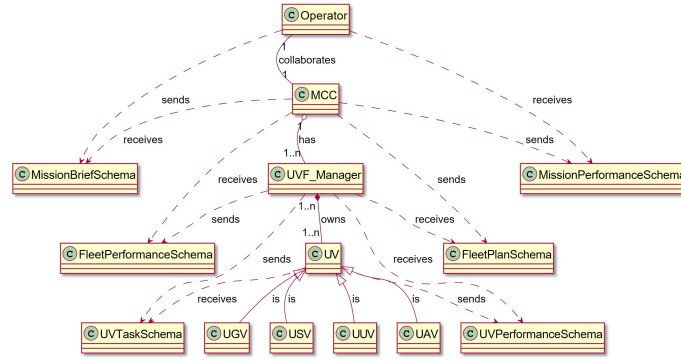 C Operator
1
collaborates
1
C MCC
sends
receives
receives
sends
1
has
1..n
C MissionBriefSchema
C UVF_Manager
C MissionPerformanceSchema
receives
sends
sends
receives
1..n
owns
1..n
C FleetPerformanceSchema
C UV
C FleetPlanSchema
sends
receives
receives
sends
is
is
is
is
C UVTaskSchema
C UGV
C USV
C UUV
C UAV
C UVPerformanceSchema